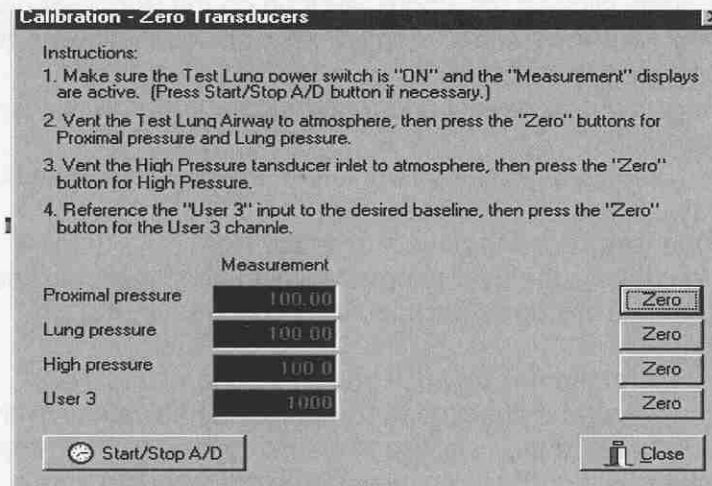 Calibration - Zero Transducers
Instructions:
1. Make sure the Test Lung power switch is "ON" and the "Measurement" displays
are active. (Press Start/Stop A/D button if necessary.)
2. Vent the Test Lung Airway to atmosphere, then press the "Zero" buttons for
Proximal pressure and Lung pressure.
3. Vent the High Pressure tansducer inlet to atmosphere, then press the "Zero"
button for High Pressure.
4. Reference the "User 3" input to the desired baseline, then press the "Zero"
button for the User 3 channle.
Measurement
Proximal pressure 100.00 Zero
Lung pressure 100.00 Zero
High pressure 100.0 Zero
User 3 1000 Zero
Start/Stop A/D Close